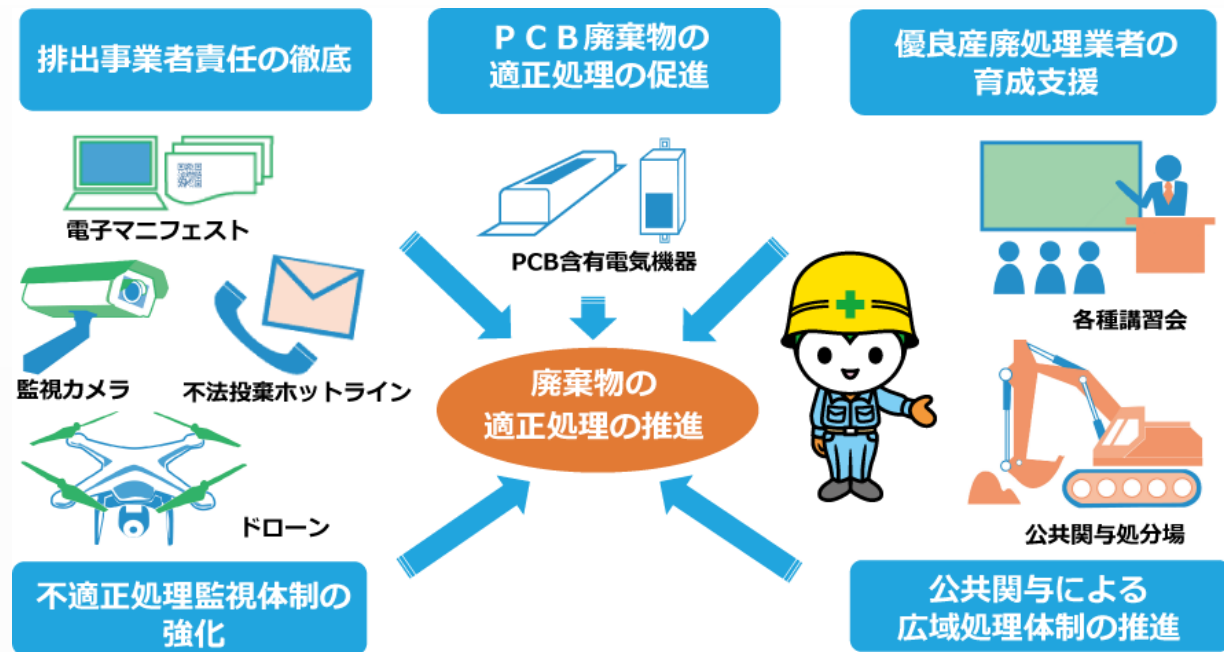 排出事業者責任の徹底
ＰＣＢ廃棄物の
適正処理の促進
優良産廃処理業者の
育成支援
電子マニフェスト
PCB含有電気機器
各種講習会
監視カメラ
不法投棄ホットライン
廃棄物の
適正処理の推進
ドローン
公共関与処分場
不適正処理監視体制の
強化
公共関与による
広域処理体制の推進